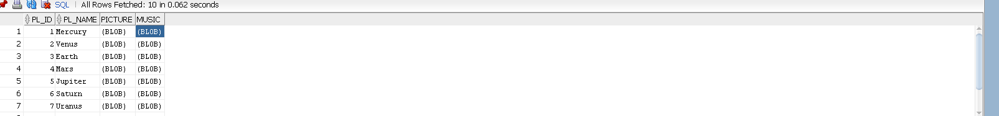 SQL | All Rows Fetched: 10 in 0.062 seconds
PL_ID PL_NAME PICTURE MUSIC
1 1 Mercury (BLOB) (BLOB)
2 2 Venus (BLOB) (BLOB)
3 3 Earth (BLOB) (BLOB)
4 4 Mars (BLOB) (BLOB)
5 5 Jupiter (BLOB) (BLOB)
6 6 Saturn (BLOB) (BLOB)
7 7 Uranus (BLOB) (BLOB)